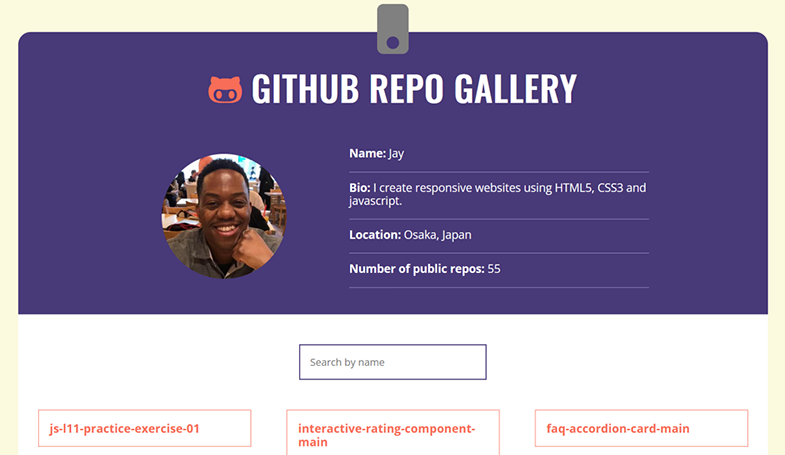 GITHUB REPO GALLERY
Name: Jay
Bio: I create responsive websites using HTML5, CSS3 and
javascript.
Location: Osaka, Japan
Number of public repos: 55
Search by name
js-l11-practice-exercise-01
interactive-rating-component-
main
faq-accordion-card-main